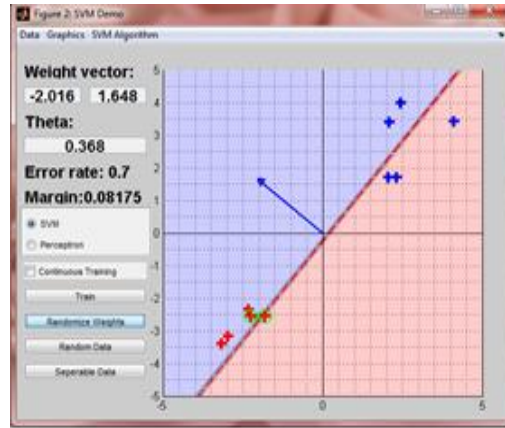 Figure 2: SVM Demo
Data Graphics SVM Algorithm
Weight vector:
-2.016 1.648
Theta:
0.368
Error rate: 0.7
Margin:0.08175
SVM
Perceptron
Continuous Training
Train
Randomize Weights
Random Data
Seperable Data
5
4
3
2
1
0
-1
-2
-3
-4
-5
-5 0 5